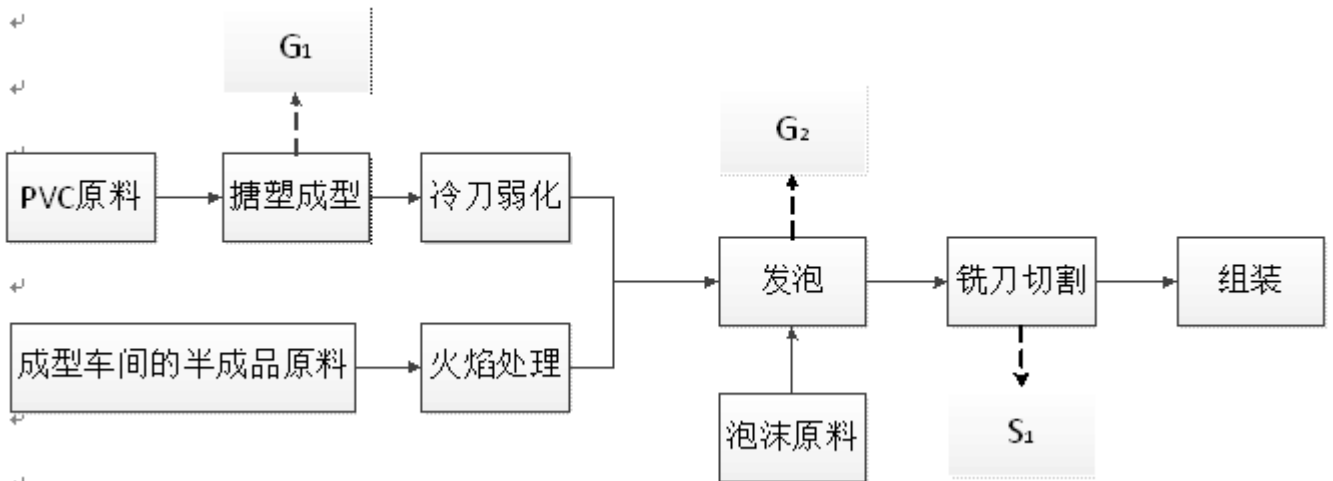 G₁
G₂
PVC原料
搪塑成型
冷刀弱化
发泡
铣刀切割
组装
成型车间的半成品原料
火焰处理
泡沫原料
S₁